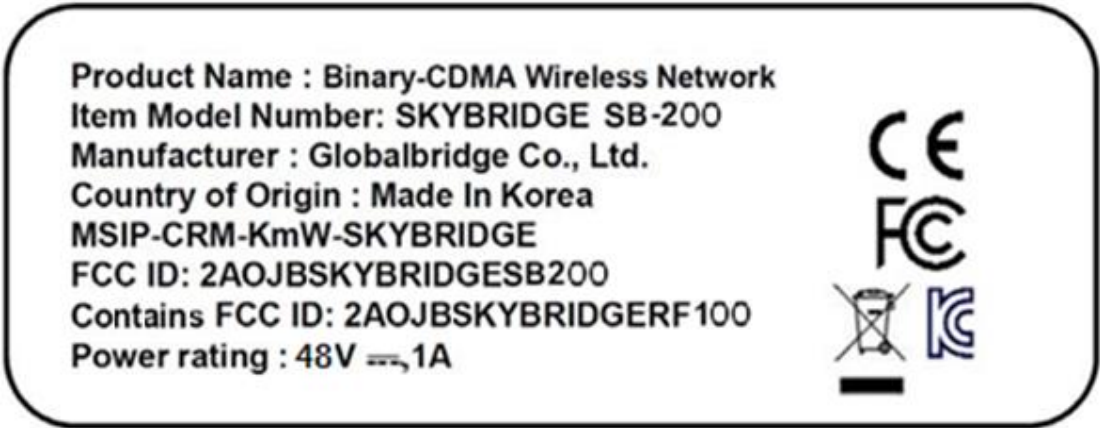 Product Name : Binary-CDMA Wireless Network
Item Model Number: SKYBRIDGE SB-200
Manufacturer : Globalbridge Co., Ltd.
Country of Origin : Made In Korea
MSIP-CRM-KmW-SKYBRIDGE
FCC ID: 2AOJBSKYBRIDGESB200
Contains FCC ID: 2AOJBSKYBRIDGERF100
Power rating : 48V ⎓, 1A
CE
FC
KC